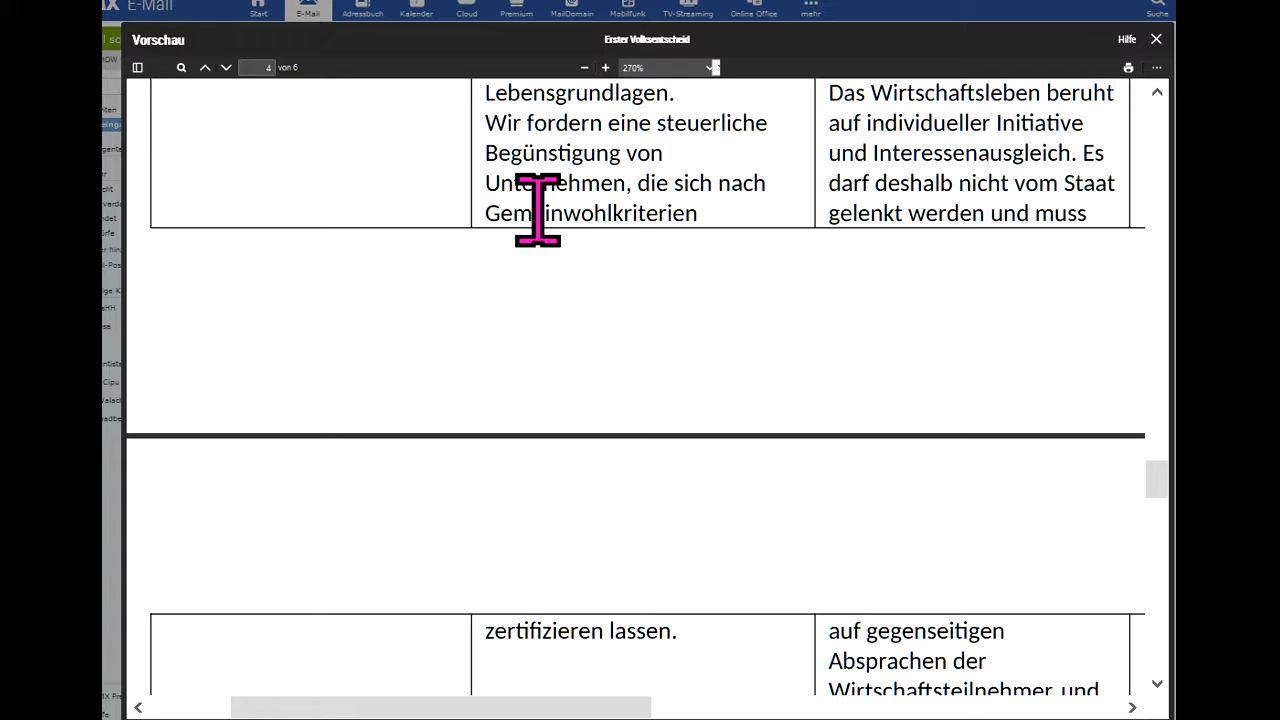 E-Mail
Start
E-Mail
Adressbuch
Kalender
Cloud
Premium
MailDomain
Mobilfunk
TV-Streaming
Online Office
mehr
Suche
Vorschau
Erster Volksentscheid
Hilfe
4 von 6
270%
Lebensgrundlagen.
Wir fordern eine steuerliche
Begünstigung von
Unternehmen, die sich nach
Gemeinwohlkriterien
Das Wirtschaftsleben beruht
auf individueller Initiative
und Interessenausgleich. Es
darf deshalb nicht vom Staat
gelenkt werden und muss
zertifizieren lassen.
auf gegenseitigen
Absprachen der
Wirtschaftsteilnehmer und